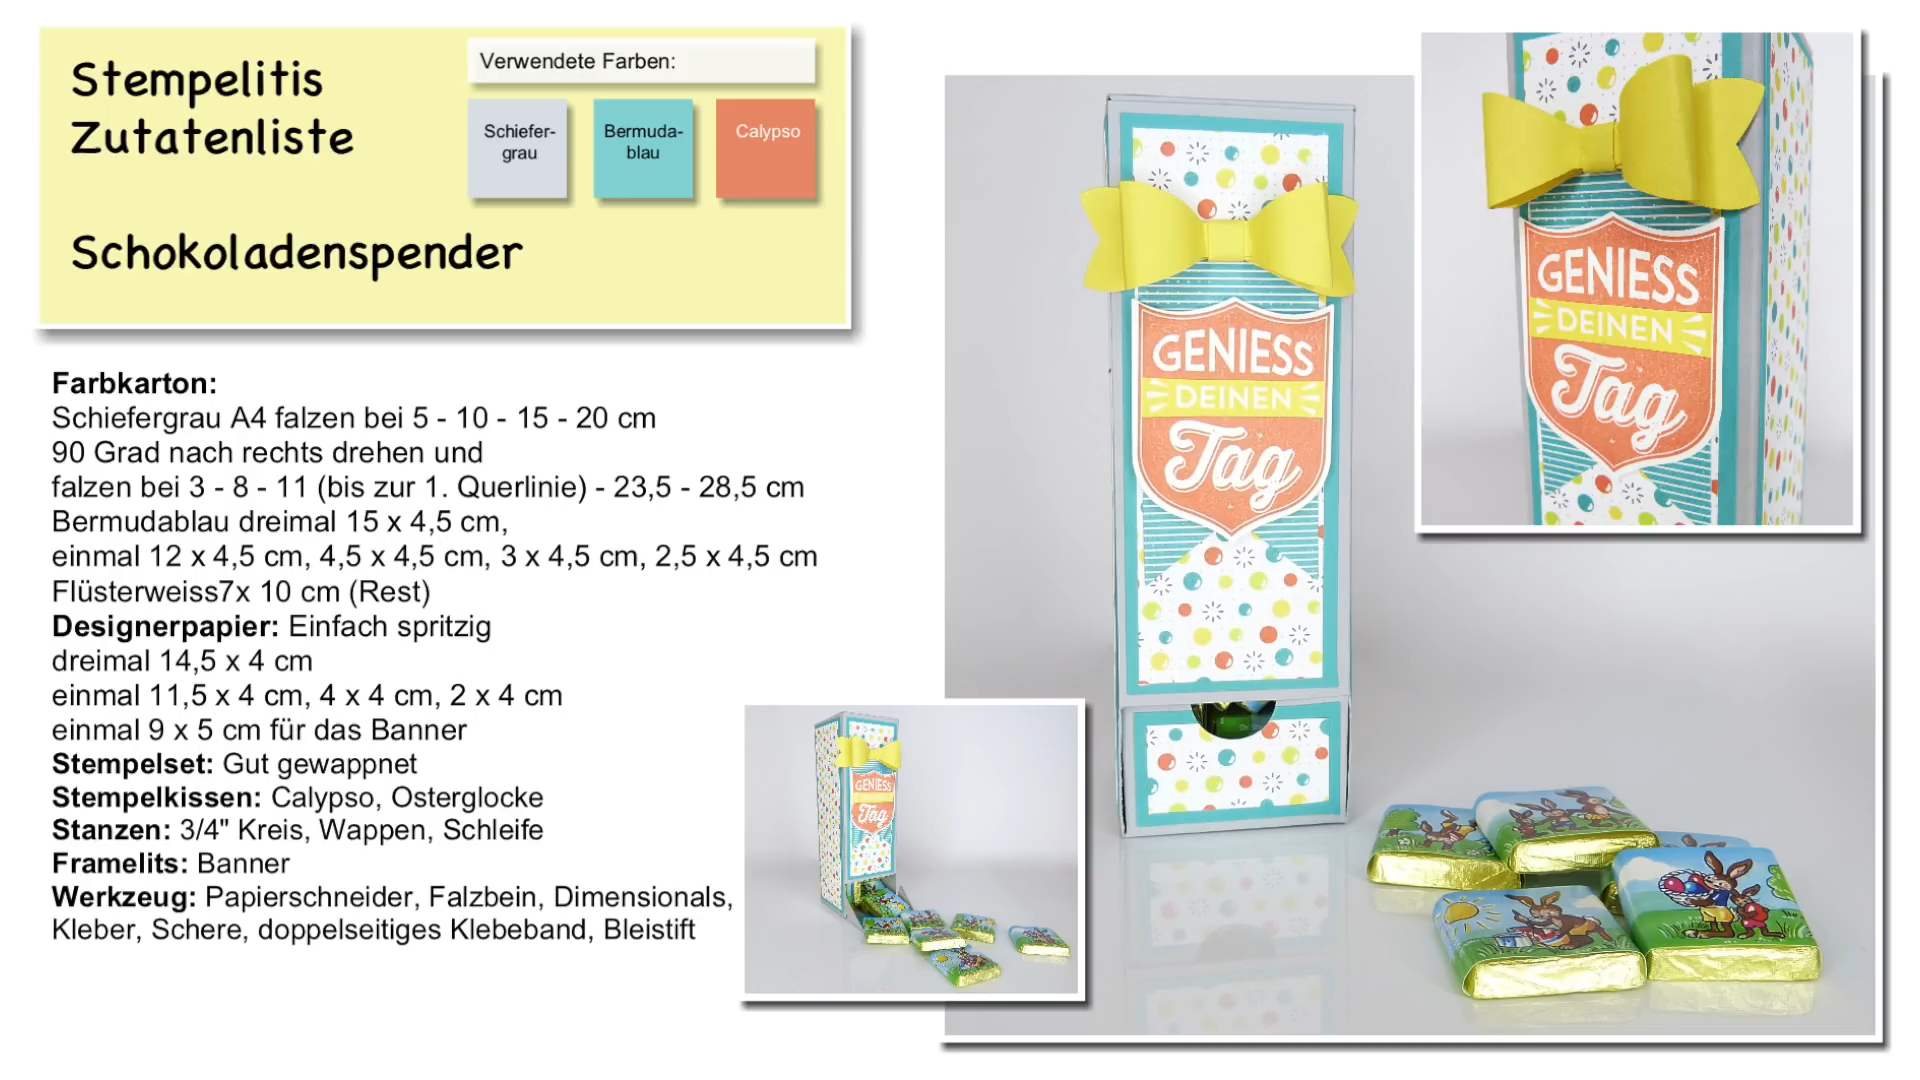 Stempelitis
Zutatenliste
Schokoladenspender
Verwendete Farben:
Schiefer-
grau
Bermuda-
blau
Calypso
Farbkarton:
Schiefergrau A4 falzen bei 5 - 10 - 15 - 20 cm
90 Grad nach rechts drehen und
falzen bei 3 - 8 - 11 (bis zur 1. Querlinie) - 23,5 - 28,5 cm
Bermudablau dreimal 15 x 4,5 cm,
einmal 12 x 4,5 cm, 4,5 x 4,5 cm, 3 x 4,5 cm, 2,5 x 4,5 cm
Flüsterweiss7x 10 cm (Rest)
Designerpapier: Einfach spritzig
dreimal 14,5 x 4 cm
einmal 11,5 x 4 cm, 4 x 4 cm, 2 x 4 cm
einmal 9 x 5 cm für das Banner
Stempelset: Gut gewappnet
Stempelkissen: Calypso, Osterglocke
Stanzen: 3/4" Kreis, Wappen, Schleife
Framelits: Banner
Werkzeug: Papierschneider, Falzbein, Dimensionals,
Kleber, Schere, doppelseitiges Klebeband, Bleistift
GENIESS
DEINEN
Tag
GENIESS
DEINEN
Tag
GENIESS
Tag